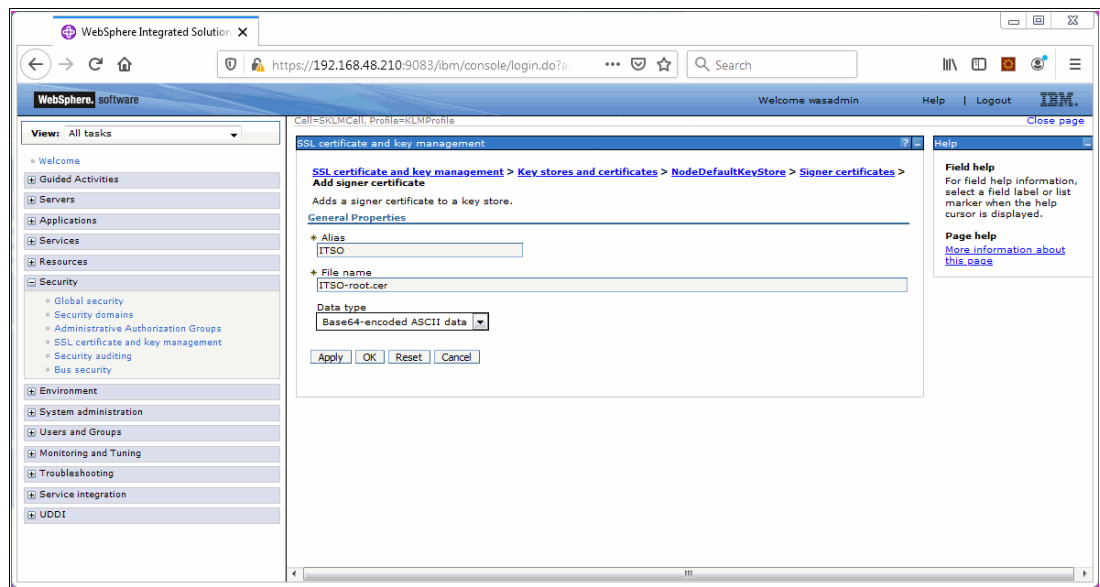 WebSphere Integrated Solution
https://192.168.48.210:9083/ibm/console/login.do?ac
Search
WebSphere. software
Welcome wasadmin
Help | Logout
IBM.
View: All tasks
Welcome
Guided Activities
Servers
Applications
Services
Resources
Security
Global security
Security domains
Administrative Authorization Groups
SSL certificate and key management
Security auditing
Bus security
Environment
System administration
Users and Groups
Monitoring and Tuning
Troubleshooting
Service integration
UDDI
Cell=SKLMCell, Profile=KLMProfile
Close page
SSL certificate and key management
?
SSL certificate and key management > Key stores and certificates > NodeDefaultKeyStore > Signer certificates >
Add signer certificate
Adds a signer certificate to a key store.
General Properties
* Alias
ITSO
* File name
ITSO-root.cer
Data type
Base64-encoded ASCII data
Apply OK Reset Cancel
Help
Field help
For field help information,
select a field label or list
marker when the help
cursor is displayed.
Page help
More information about
this page